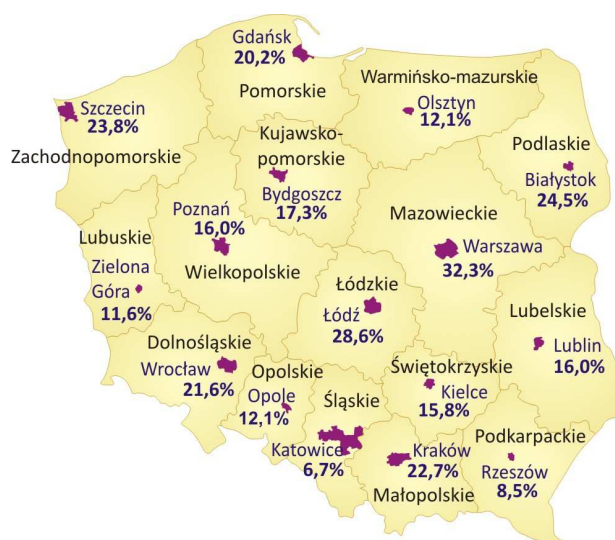 Gdańsk
20,2%
Pomorskie
Warmińsko-mazurskie
Olsztyn
12,1%
Szczecin
23,8%
Zachodnopomorskie
Kujawsko-
pomorskie
Bydgoszcz
17,3%
Podlaskie
Białystok
24,5%
Poznań
16,0%
Wielkopolskie
Mazowieckie
Warszawa
32,3%
Lubuskie
Zielona
Góra
11,6%
Łódzkie
Łódź
28,6%
Lubelskie
Lublin
16,0%
Dolnośląskie
Wrocław
21,6%
Opolskie
Opole
12,1%
Śląskie
Katowice
6,7%
Świętokrzyskie
Kielce
15,8%
Kraków
22,7%
Małopolskie
Podkarpackie
Rzeszów
8,5%